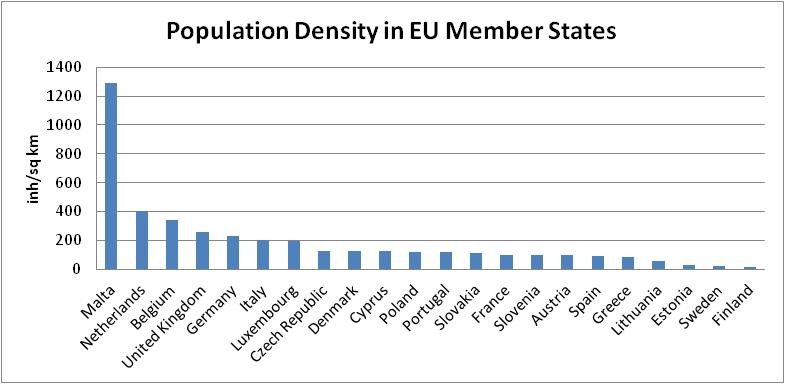 Population Density in EU Member States
inh/sq km
1400
1200
1000
800
600
400
200
0
Malta
Netherlands
Belgium
United Kingdom
Germany
Italy
Luxembourg
Czech Republic
Denmark
Cyprus
Poland
Portugal
Slovakia
France
Slovenia
Austria
Spain
Greece
Lithuania
Estonia
Sweden
Finland